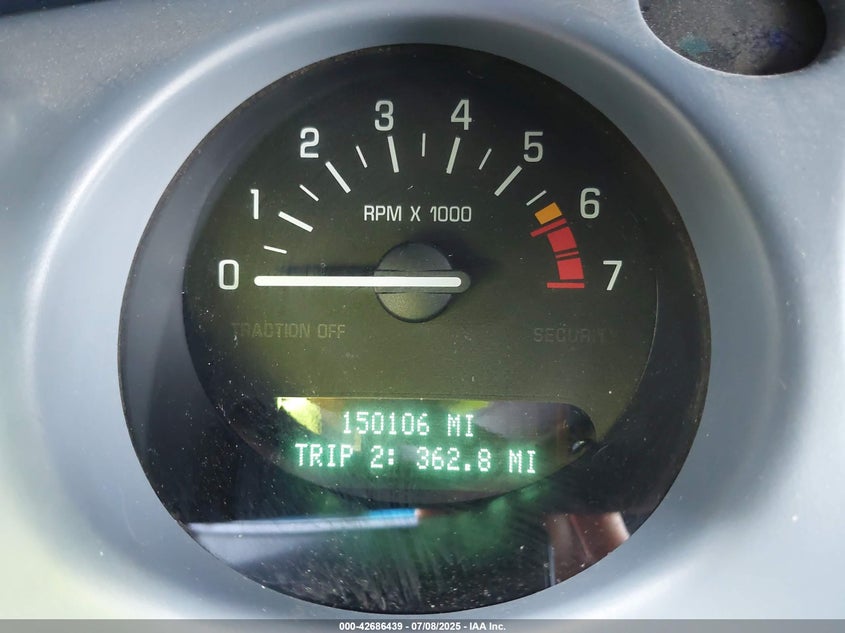 0 1 2 3 4 5 6 7
RPM X 1000
TRACTION OFF SECURITY
150106 MI
TRIP 2: 362.8 MI
000-42686439 - 07/08/2025 - IAA Inc.